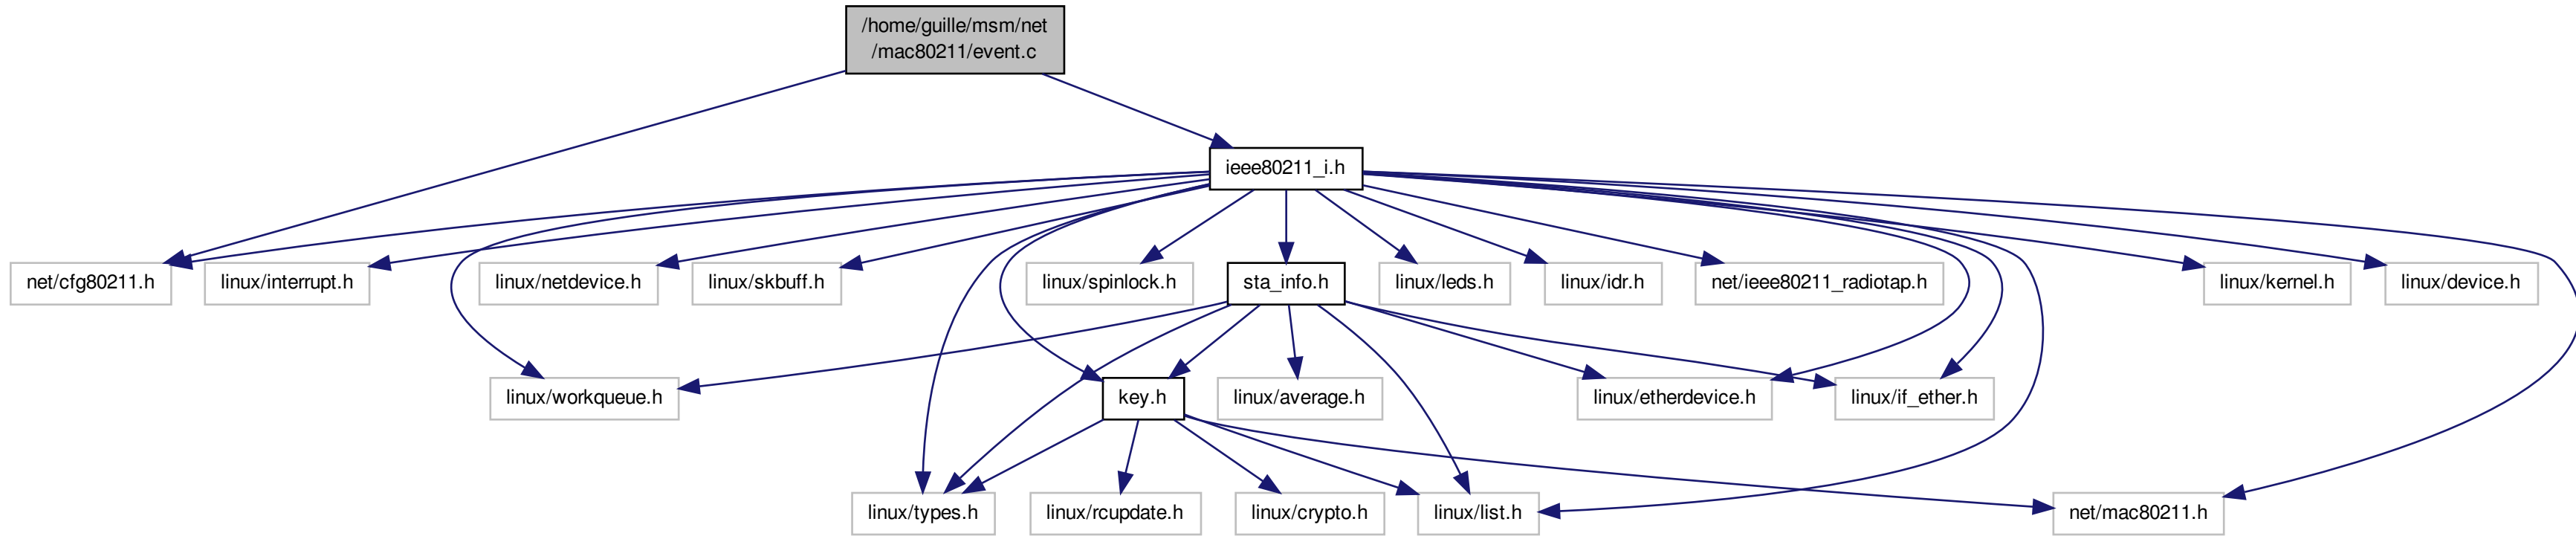 /home/guille/msm/net
/mac80211/event.c
ieee80211_i.h
net/cfg80211.h
linux/interrupt.h
linux/netdevice.h
linux/skbuff.h
linux/spinlock.h
sta_info.h
linux/leds.h
linux/idr.h
net/ieee80211_radiotap.h
linux/kernel.h
linux/device.h
linux/workqueue.h
key.h
linux/average.h
linux/etherdevice.h
linux/if_ether.h
linux/types.h
linux/rcupdate.h
linux/crypto.h
linux/list.h
net/mac80211.h